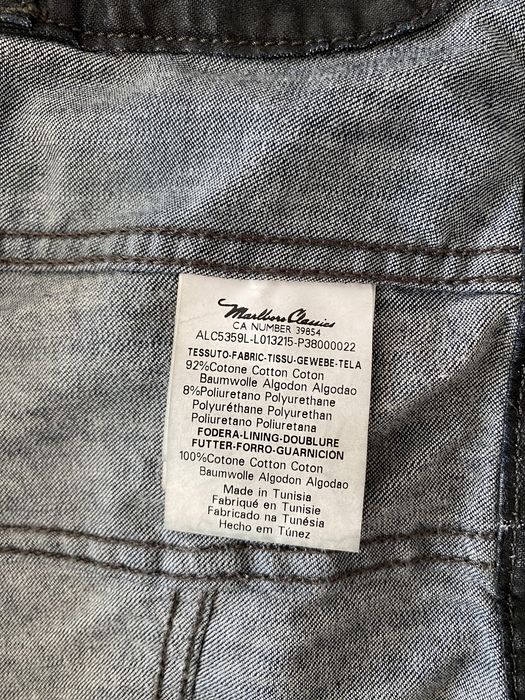 Marlboro Classics
CA NUMBER 39854
ALC5359L-L013215-P38000022
TESSUTO-FABRIC-TISSU-GEWEBE-TELA
92%Cotone Cotton Coton
Baumwolle Algodon Algodao
8%Poliuretano Polyurethane
Polyuréthane Polyurethan
Poliuretano Poliuretana
FODERA-LINING-DOUBLURE
FUTTER-FORRO-GUARNICIÓN
100%Cotone Cotton Coton
Baumwolle Algodon Algodao
Made in Tunisia
Fabriqué en Tunisie
Fabricado na Tunésia
Hecho em Túnez